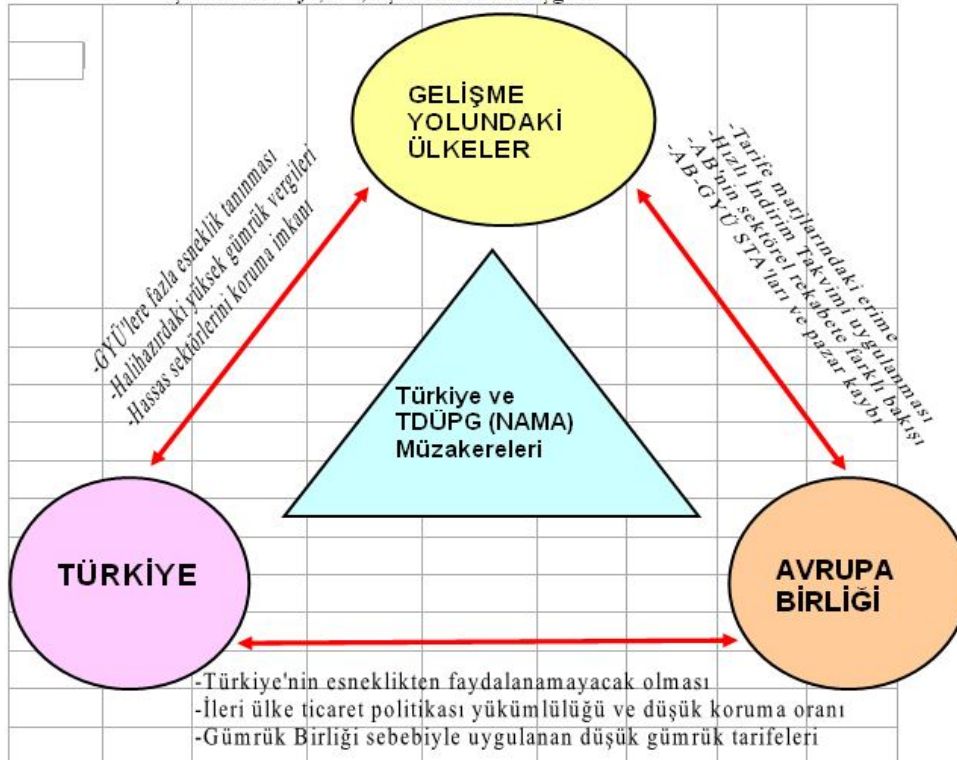 GELİŞME
YOLUNDAKİ
ÜLKELER
-GYÜ'lere fazla esneklik tanınması
-Halihazırdaki yüksek gümrük vergileri
-Hassas sektörlerini koruma imkanı
-Tarife marjlarındaki erime
-Hızlı İndirim Takvimi uygulanması
-AB'nin sektörel rekabete farklı bakışı
-AB-GYÜ STA'ları ve pazar kaybı
Türkiye ve
TDÜPG (NAMA)
Müzakereleri
TÜRKİYE
AVRUPA
BİRLİĞİ
-Türkiye'nin esneklikten faydalanamayacak olması
-İleri ülke ticaret politikası yükümlülüğü ve düşük koruma oranı
-Gümrük Birliği sebebiyle uygulanan düşük gümrük tarifeleri